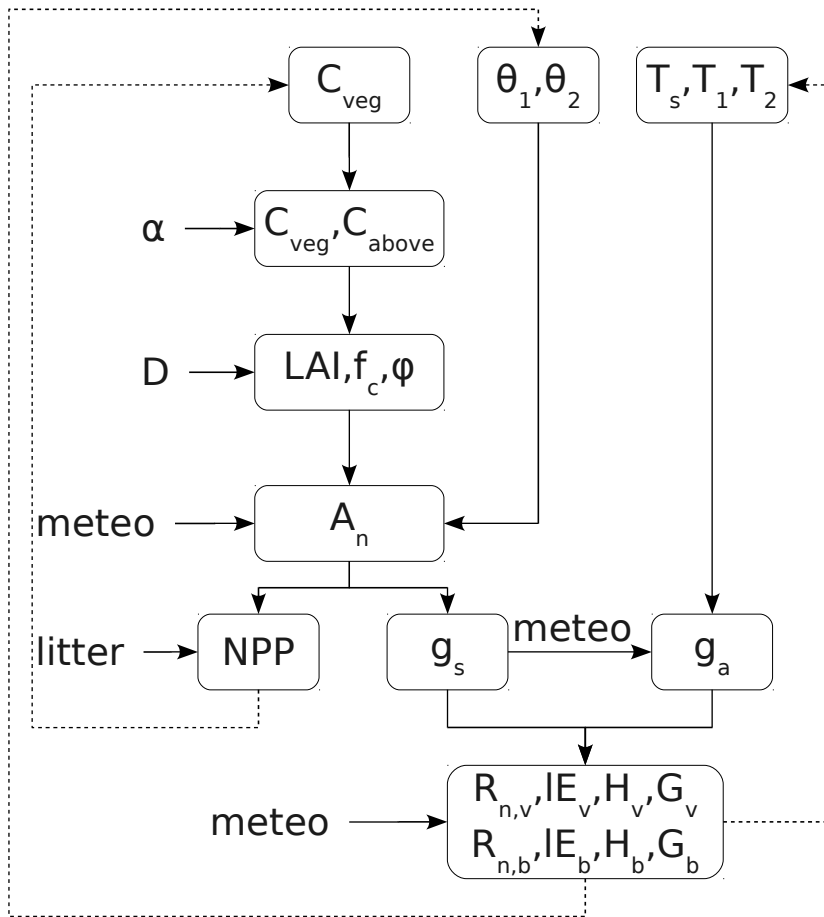 C_veg
θ_1,θ_2
T_s,T_1,T_2
α
C_veg,C_above
D
LAI,f_c,φ
meteo
A_n
litter
NPP
g_s
meteo
g_a
meteo
R_n,v,lE_v,H_v,G_v
R_n,b,lE_b,H_b,G_b